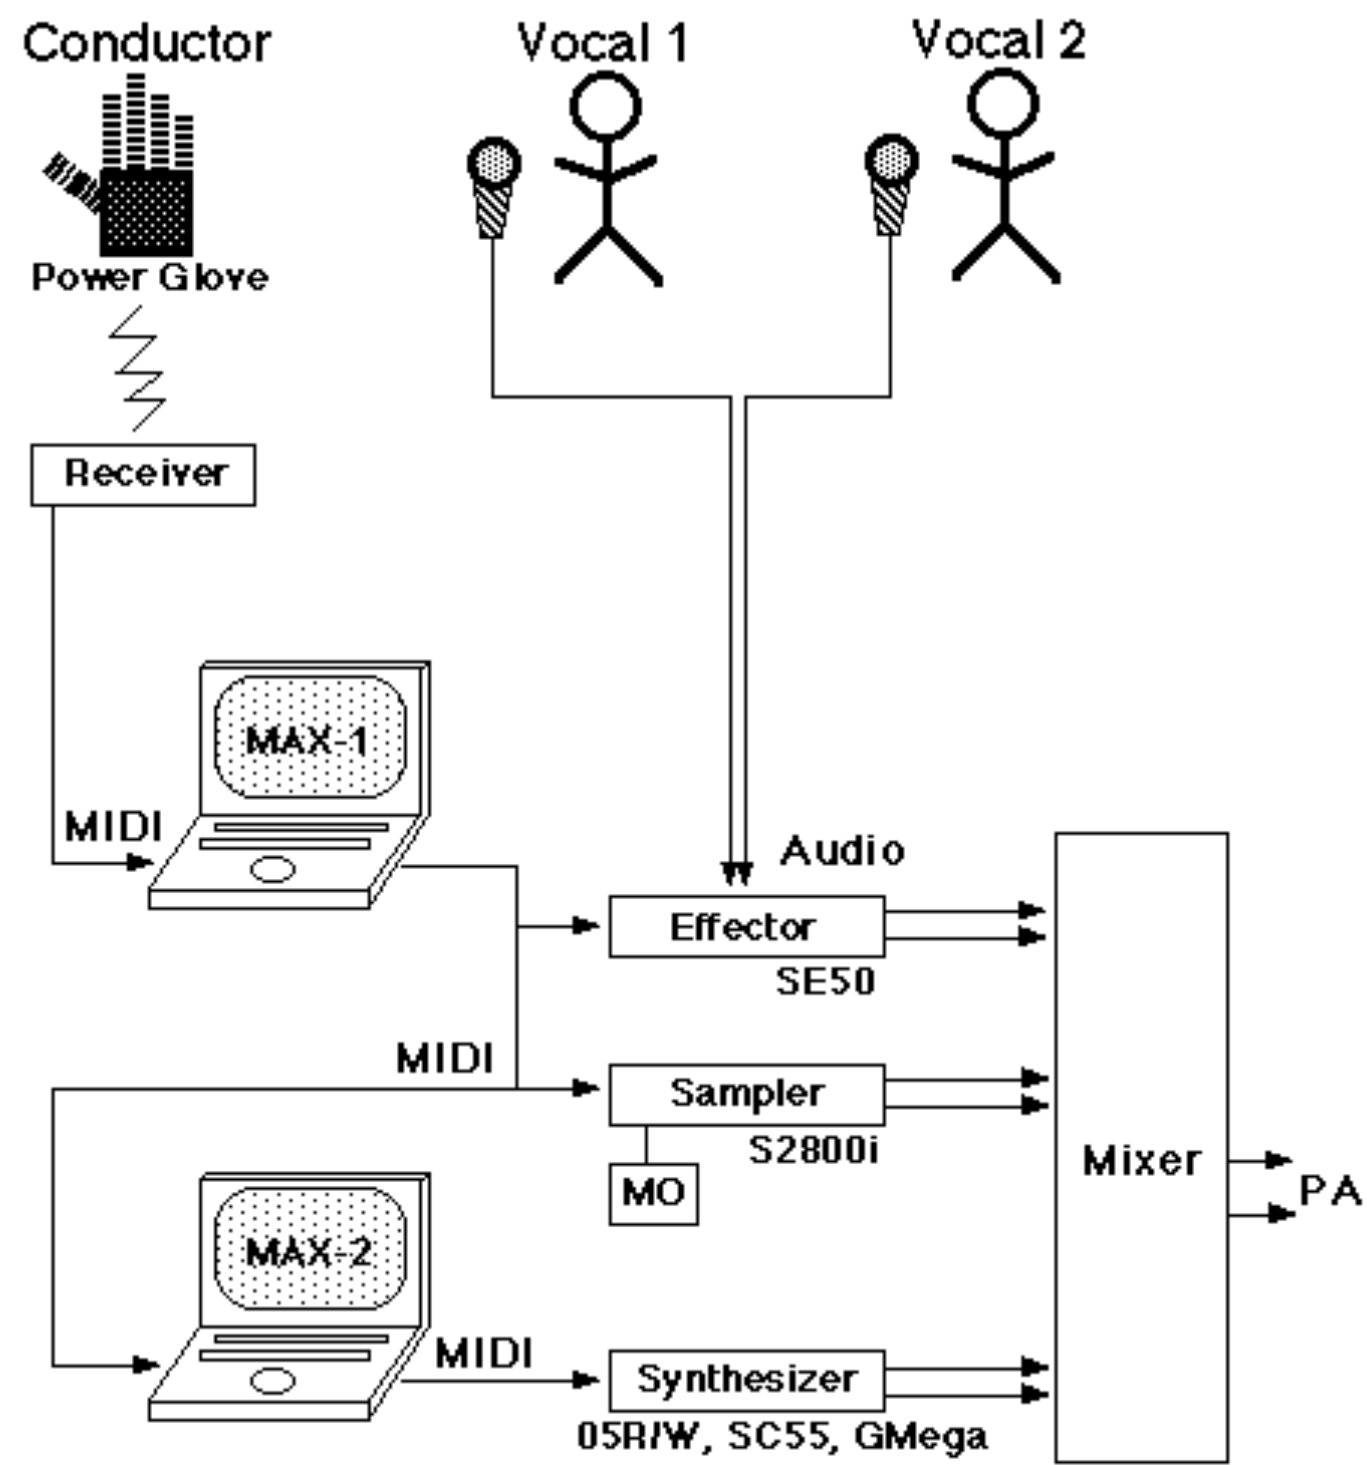 Conductor
Vocal 1
Vocal 2
Power Glove
Receiver
MAX-1
MIDI
Audio
Effector
SE50
MIDI
Sampler
S2800i
MO
Mixer
PA
MAX-2
MIDI
Synthesizer
05R/W, SC55, GMega